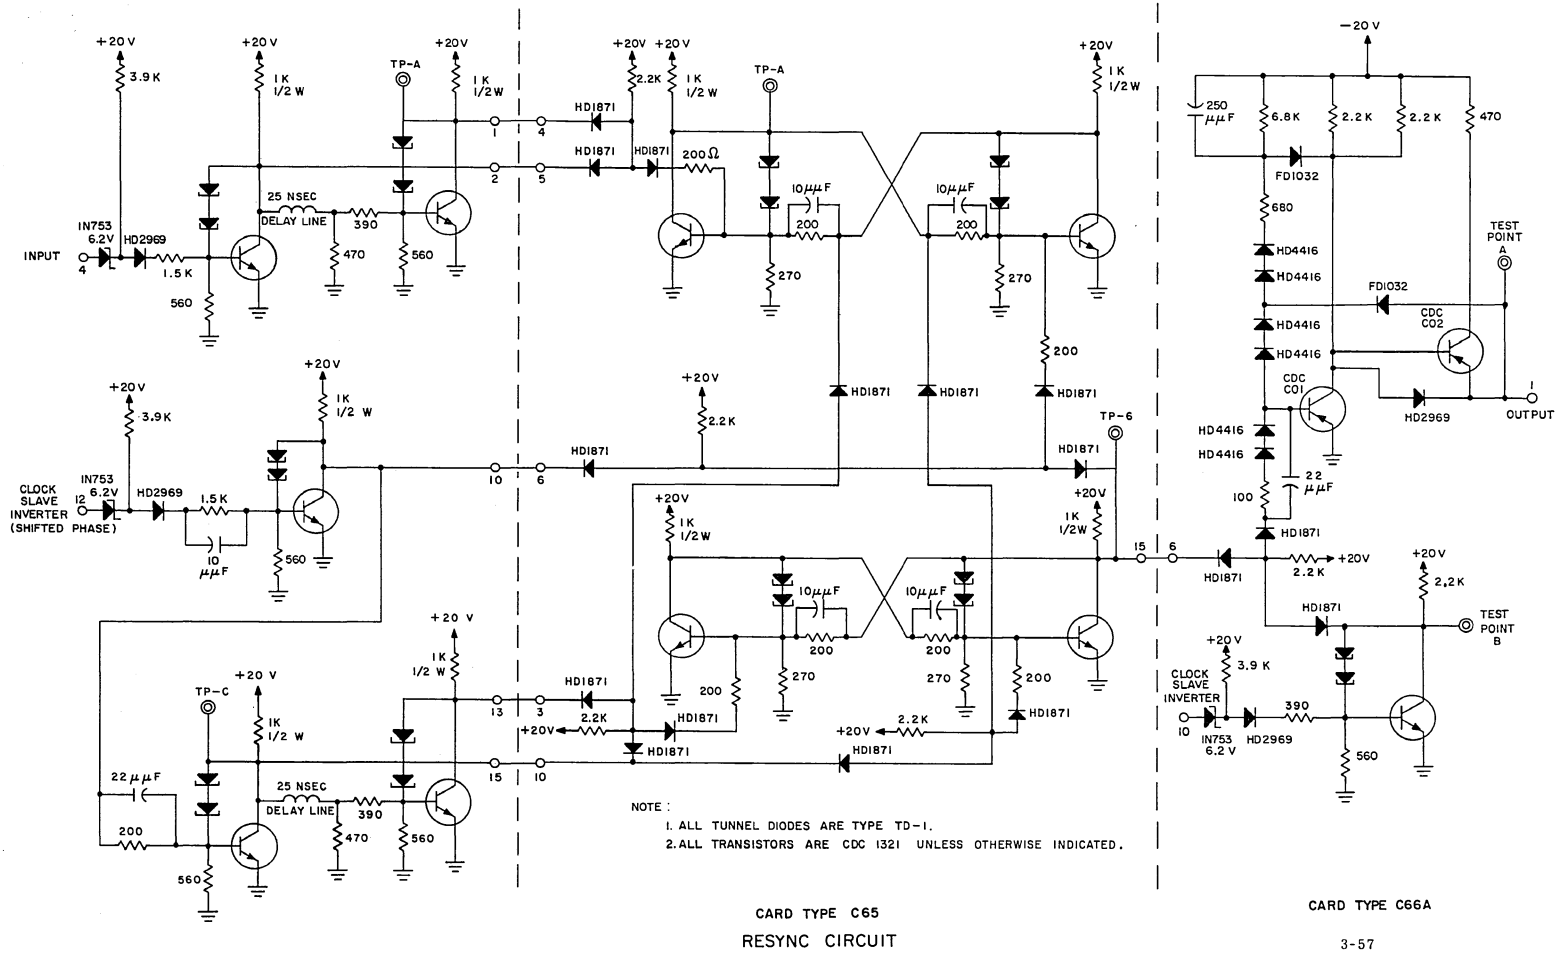 +20V
3.9K
+20V
1K
1/2 W
TP-A
+20V
1K
1/2W
1
2
25 NSEC
DELAY LINE
390
470
560
IN753
6.2V
HD2969
INPUT
4
1.5K
560
+20V
3.9K
+20V
1K
1/2 W
IN753
6.2V
HD2969
CLOCK
SLAVE
INVERTER
(SHIFTED PHASE)
12
1.5K
10
μμF
560
10
+20 V
1K
1/2 W
+20 V
TP-C
1K
1/2 W
13
15
22μμF
200
25 NSEC
DELAY LINE
390
470
560
560
+20V
2.2K
+20V
1K
1/2 W
TP-A
+20V
1K
1/2W
HD1871
4
HD1871
5
HD1871
200Ω
10μμF
200
10μμF
200
270
270
200
HD1871
HD1871
HD1871
+20V
2.2K
HD1871
6
HD1871
TP-6
+20V
1K
1/2W
+20V
1K
1/2W
15
10μμF
200
10μμF
200
270
270
200
200
HD1871
3
2.2K
+20V
HD1871
HD1871
10
+20V
2.2K
HD1871
HD1871
NOTE :
1. ALL TUNNEL DIODES ARE TYPE TD-1.
2. ALL TRANSISTORS ARE CDC 1321 UNLESS OTHERWISE INDICATED.
-20V
250
μμF
6.8K
2.2K
2.2K
470
FD1032
680
HD4416
HD4416
TEST
POINT
A
FD1032
HD4416
HD4416
CDC
C02
CDC
C01
HD2969
1
OUTPUT
HD4416
HD4416
100
22
μμF
HD1871
6
HD1871
2.2K
+20V
+20V
2.2K
HD1871
TEST
POINT
B
+20V
3.9 K
CLOCK
SLAVE
INVERTER
10
IN753
6.2 V
HD2969
390
560
CARD TYPE C65
RESYNC CIRCUIT
CARD TYPE C66A
3-57